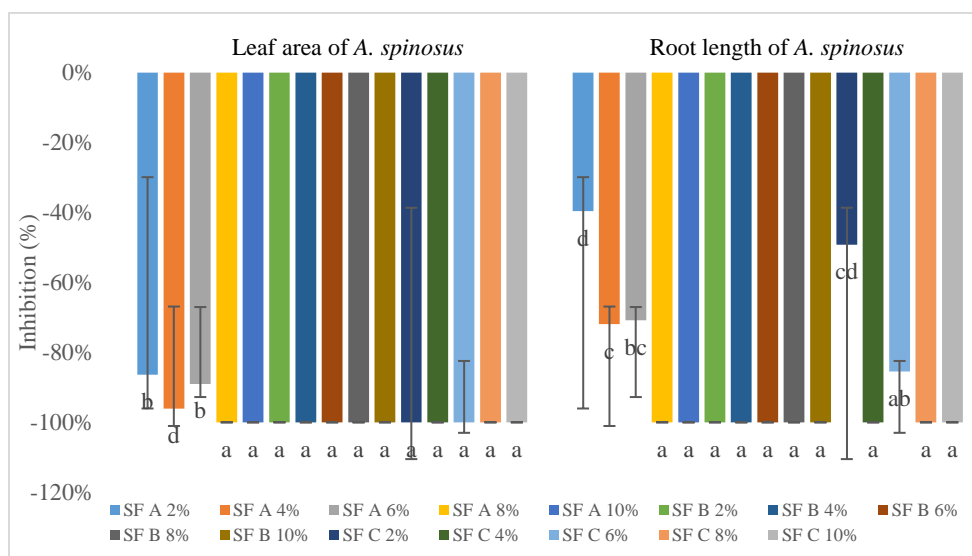 Leaf area of A. spinosus
Root length of A. spinosus
Inhibition (%)
0%
-20%
-40%
-60%
-80%
-100%
-120%
b d b a a a a a a a a a a a a
d c bc a a a a a a a cd a ab a a
SF A 2% SF A 4% SF A 6% SF A 8% SF A 10% SF B 2% SF B 4% SF B 6%
SF B 8% SF B 10% SF C 2% SF C 4% SF C 6% SF C 8% SF C 10%